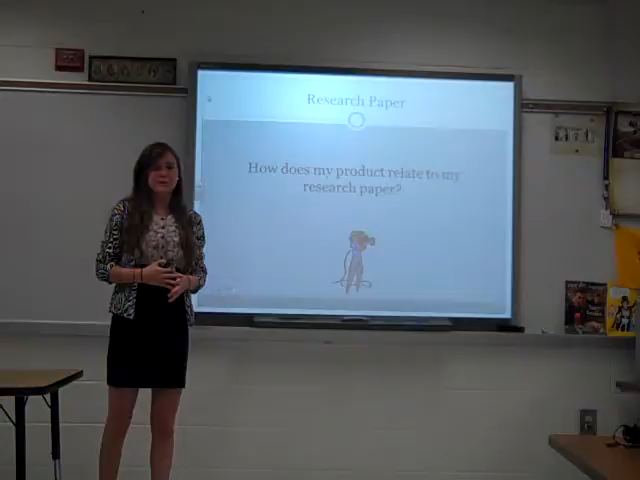 Research Paper
How does my product relate to my
research paper?